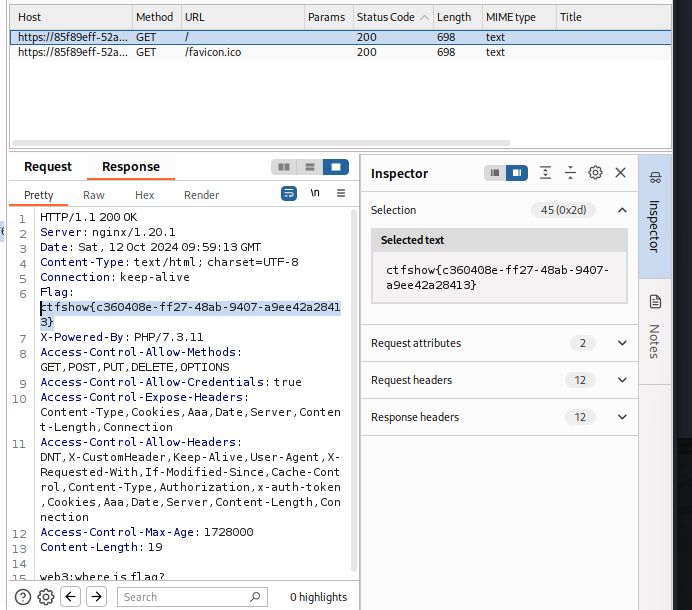 Host Method URL Params Status Code Length MIME type Title
https://85f89eff-52a... GET / 200 698 text
https://85f89eff-52a... GET /favicon.ico 200 698 text
Request Response
Pretty Raw Hex Render \n
1 HTTP/1.1 200 OK
2 Server: nginx/1.20.1
3 Date: Sat, 12 Oct 2024 09:59:13 GMT
4 Content-Type: text/html; charset=UTF-8
5 Connection: keep-alive
6 Flag:
ctfshow{c360408e-ff27-48ab-9407-a9ee42a2841
3}
7 X-Powered-By: PHP/7.3.11
8 Access-Control-Allow-Methods:
GET,POST,PUT,DELETE,OPTIONS
9 Access-Control-Allow-Credentials: true
10 Access-Control-Expose-Headers:
Content-Type,Cookies,Aaa,Date,Server,Conten
t-Length,Connection
11 Access-Control-Allow-Headers:
DNT,X-CustomHeader,Keep-Alive,User-Agent,X-
Requested-With,If-Modified-Since,Cache-Cont
rol,Content-Type,Authorization,x-auth-token
,Cookies,Aaa,Date,Server,Content-Length,Con
nection
12 Access-Control-Max-Age: 1728000
13 Content-Length: 19
14
15 web3:where is flag?
Search 0 highlights
Inspector
Selection 45 (0x2d)
Selected text
ctfshow{c360408e-ff27-48ab-9407-
a9ee42a28413}
Request attributes 2
Request headers 12
Response headers 12
Inspector
Notes